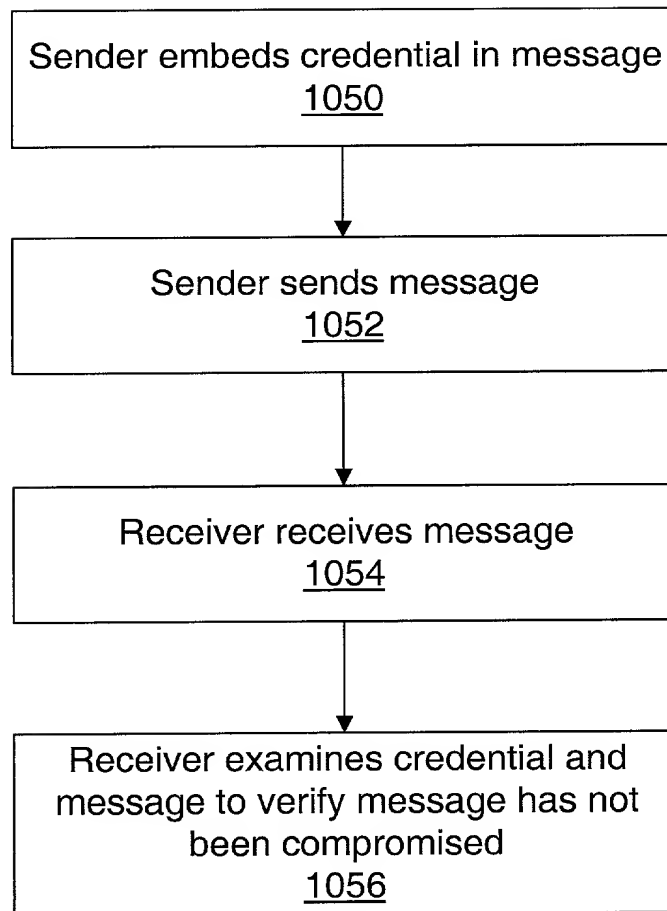 Sender embeds credential in message
1050
Sender sends message
1052
Receiver receives message
1054
Receiver examines credential and
message to verify message has not
been compromised
1056